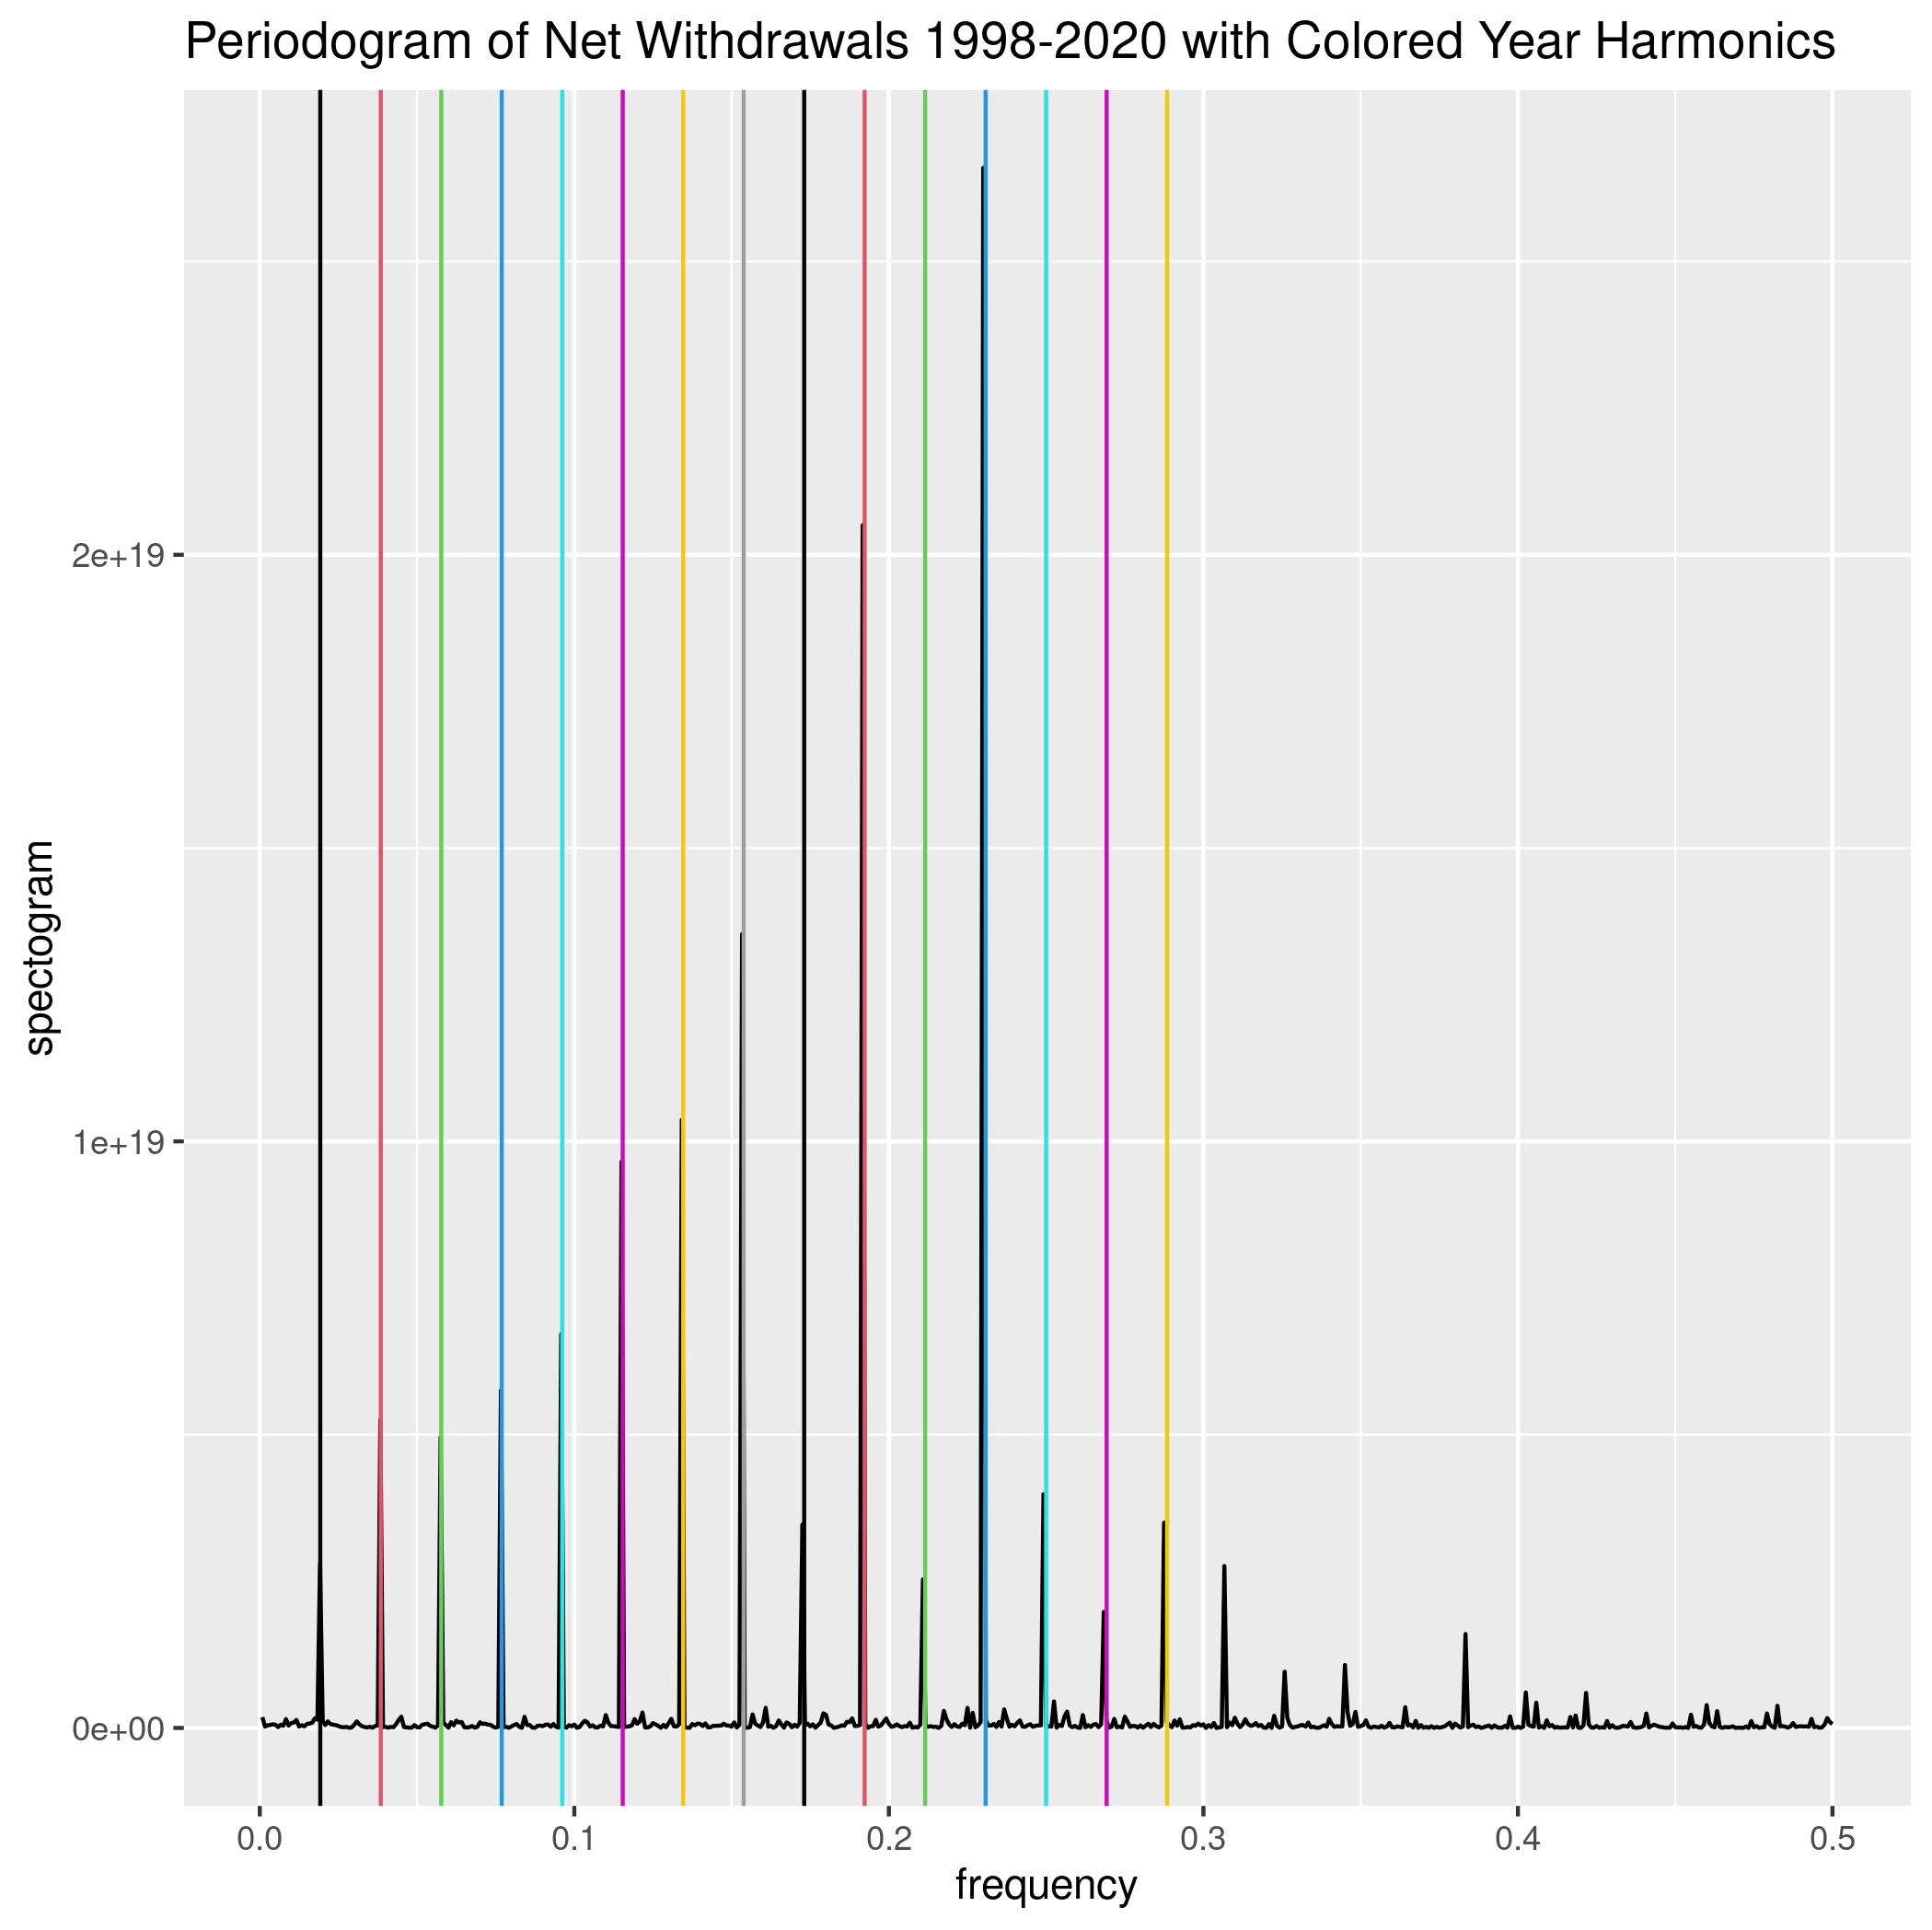 Periodogram of Net Withdrawals 1998-2020 with Colored Year Harmonics
spectogram
2e+19
1e+19
0e+00
0.0 0.1 0.2 0.3 0.4 0.5
frequency